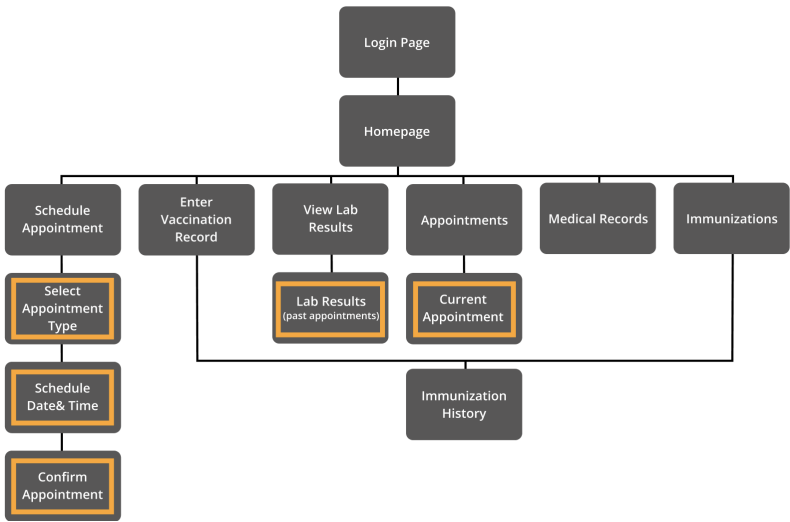 Login Page
Homepage
Schedule
Appointment
Enter
Vaccination
Record
View Lab
Results
Appointments
Medical Records
Immunizations
Select
Appointment
Type
Lab Results
(past appointments)
Current
Appointment
Schedule
Date& Time
Immunization
History
Confirm
Appointment